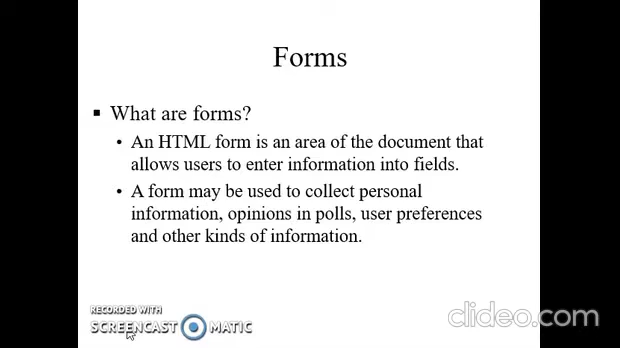 Forms
▪ What are forms?
• An HTML form is an area of the document that
allows users to enter information into fields.
• A form may be used to collect personal
information, opinions in polls, user preferences
and other kinds of information.
RECORDED WITH
SCREENCAST MATIC
clideo.com